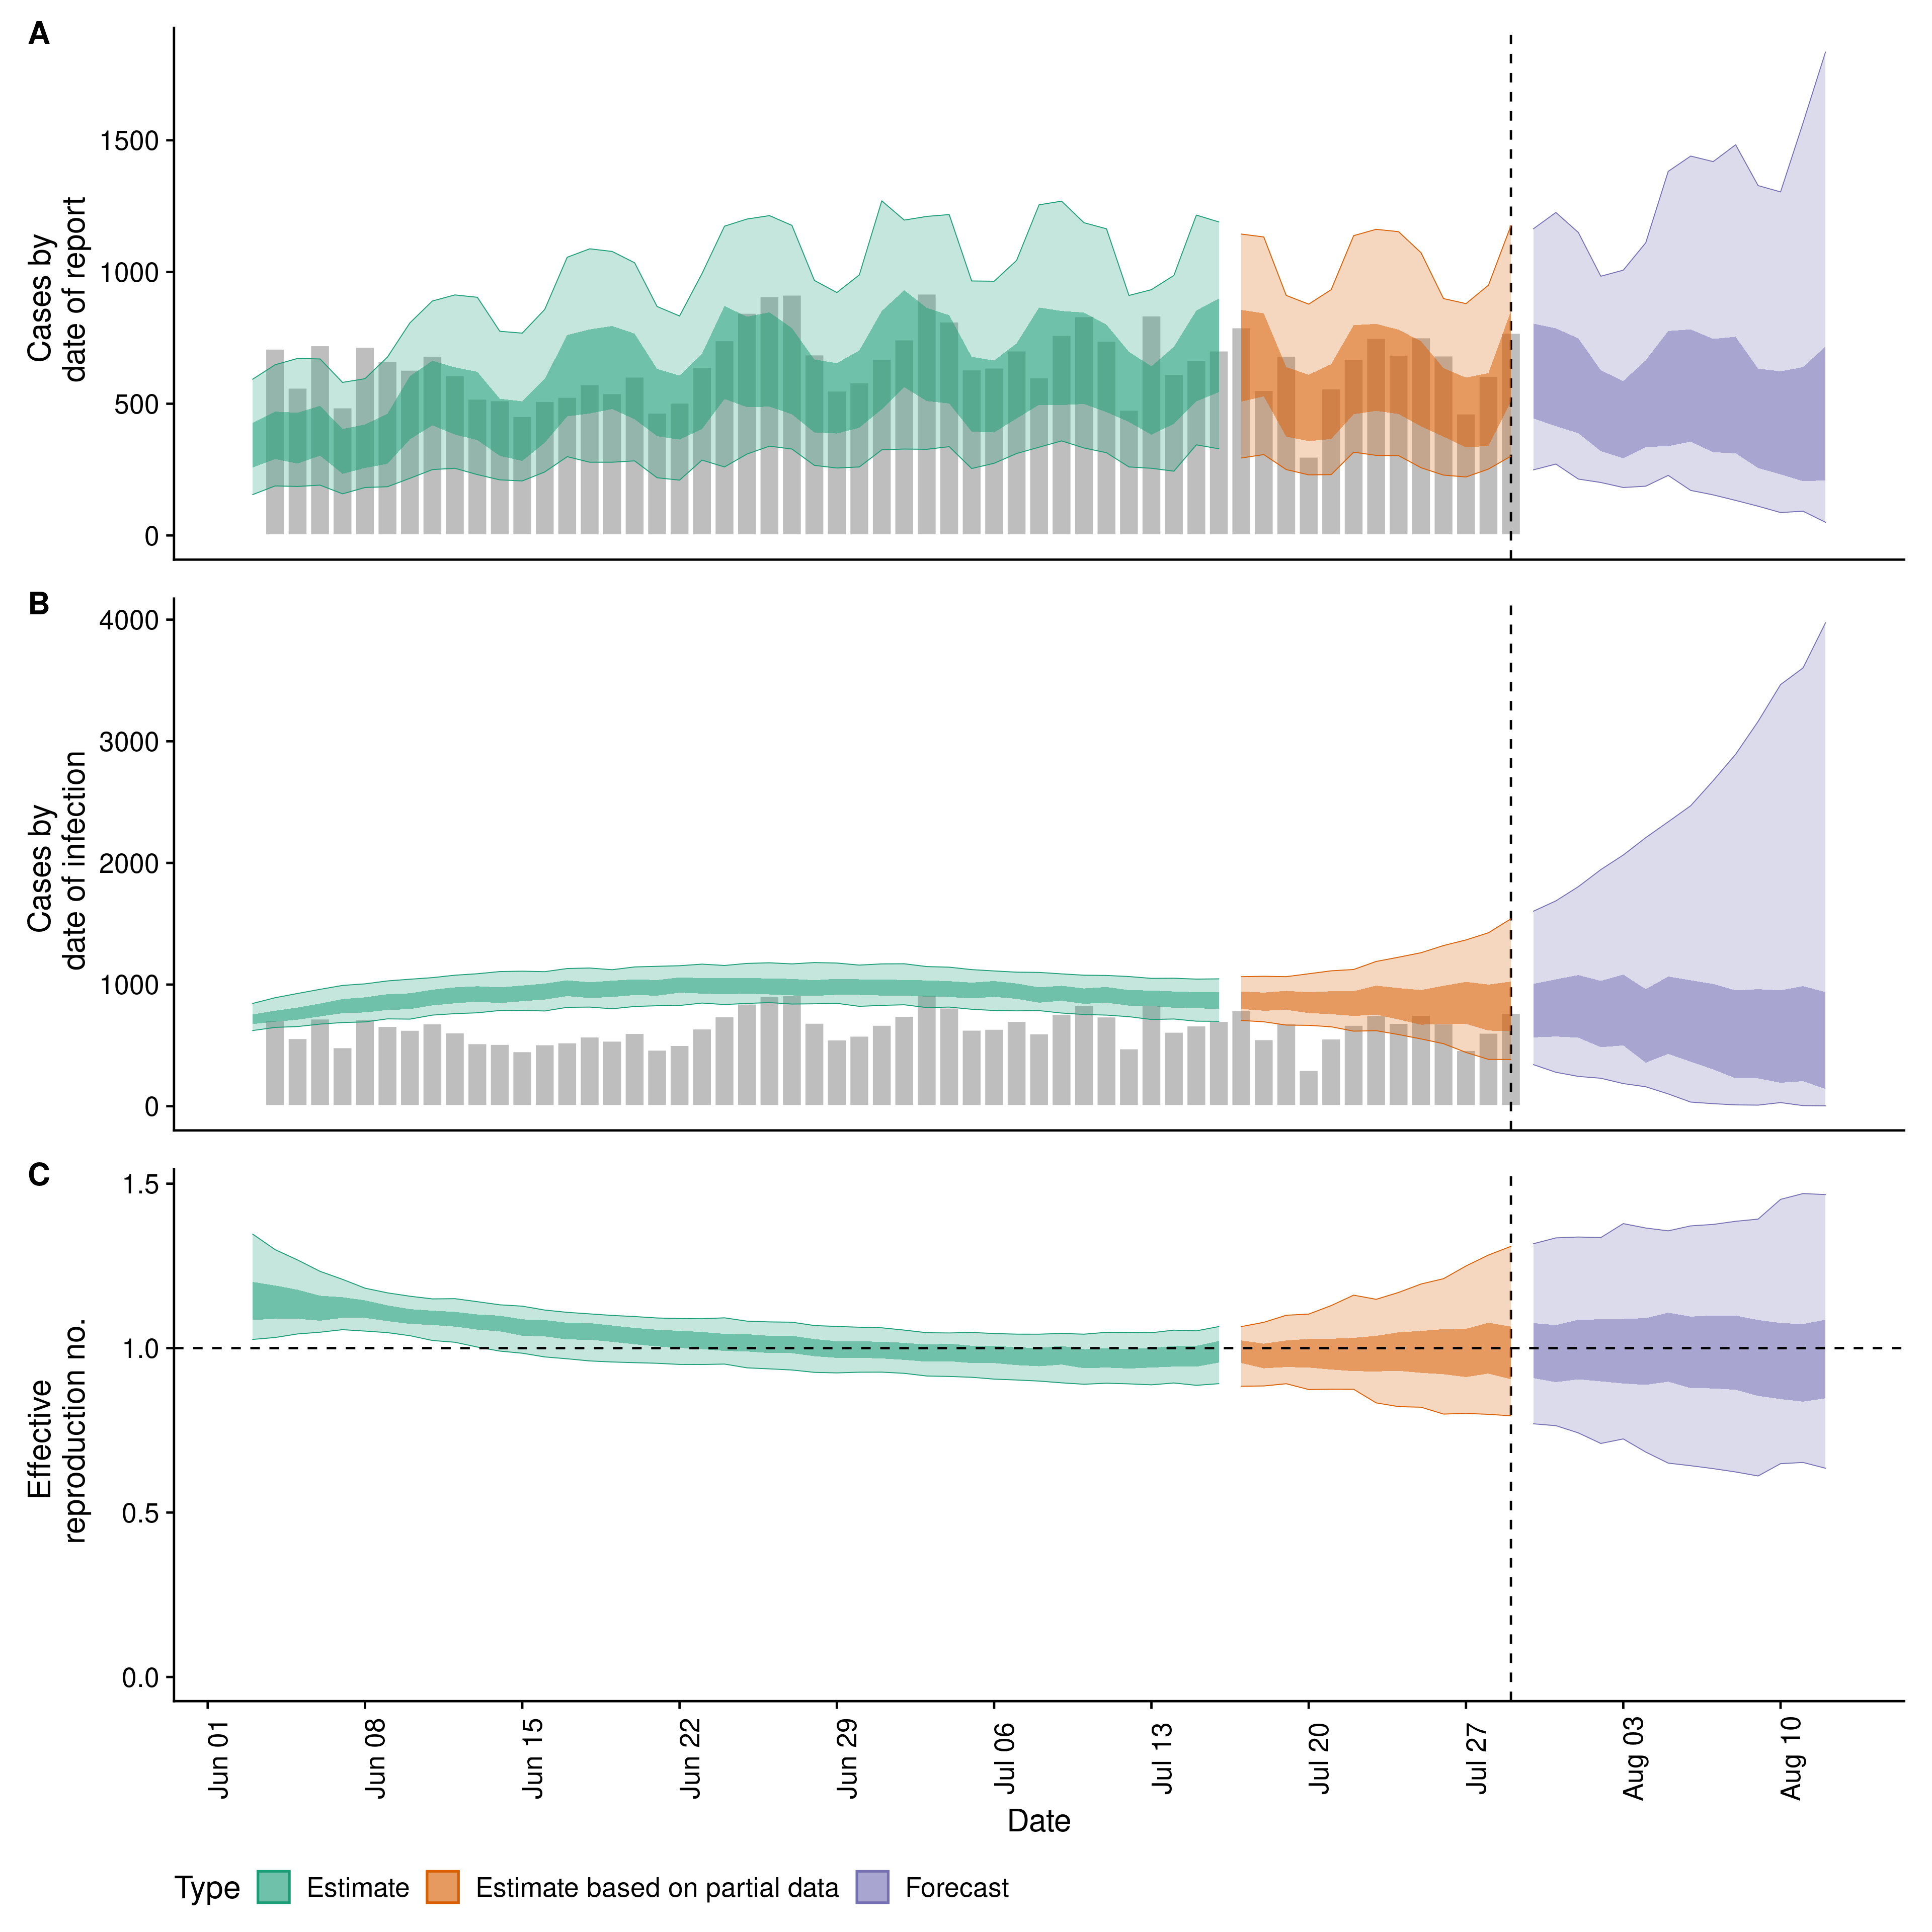 A
Cases by
date of report
1500
1000
500
0
B
Cases by
date of infection
4000
3000
2000
1000
0
C
Effective
reproduction no.
1.5
1.0
0.5
0.0
Jun 01
Jun 08
Jun 15
Jun 22
Jun 29
Jul 06
Jul 13
Jul 20
Jul 27
Aug 03
Aug 10
Date
Type Estimate Estimate based on partial data Forecast